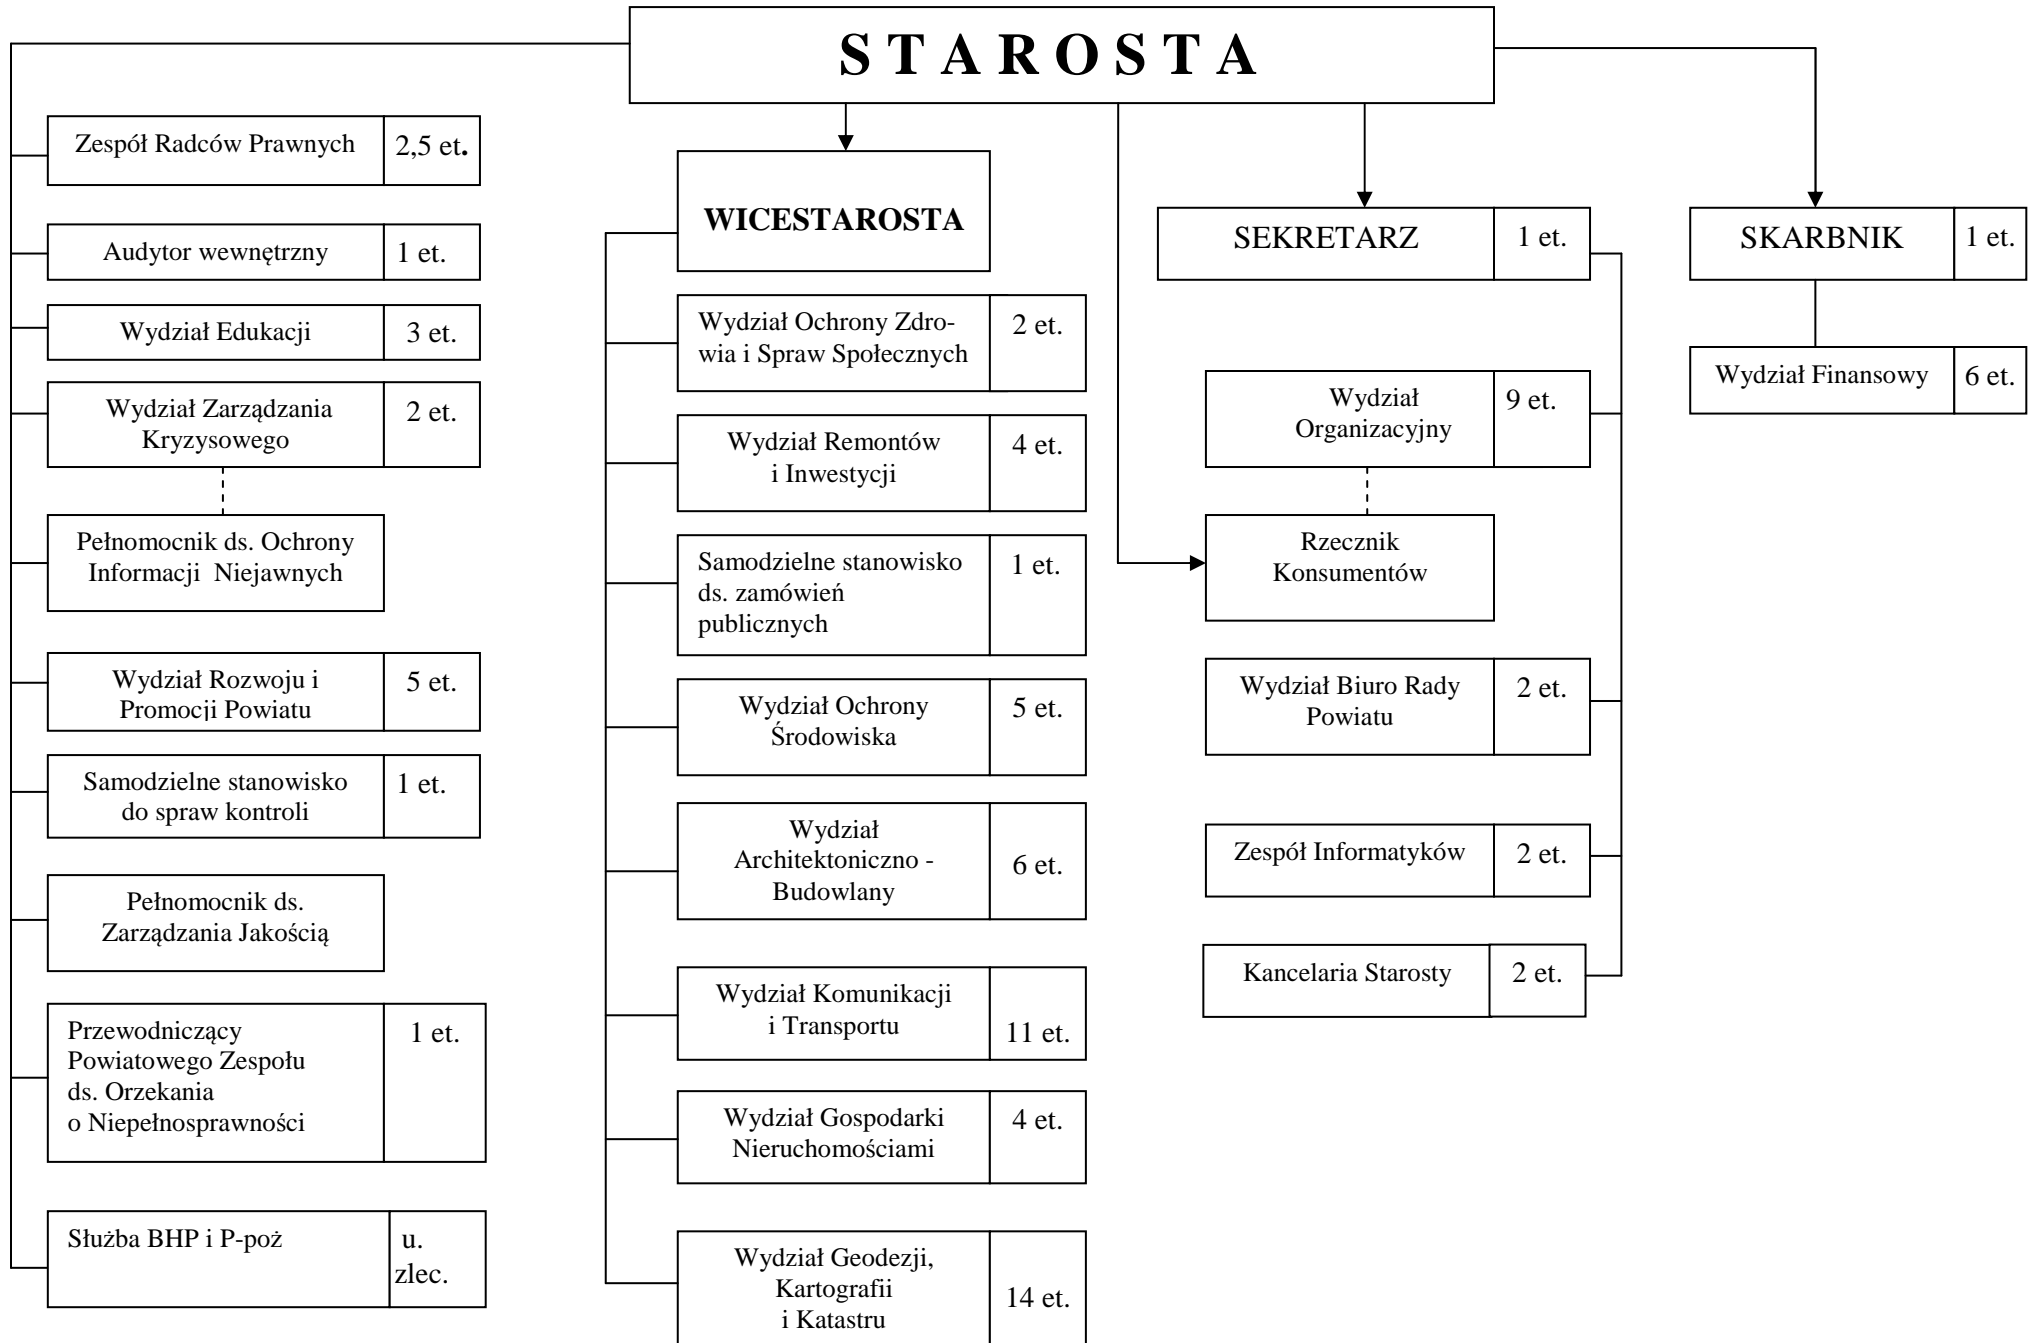 S T A R O S T A
Zespół Radców Prawnych
2,5 et.
Audytor wewnętrzny
1 et.
Wydział Edukacji
3 et.
Wydział Zarządzania
Kryzysowego
2 et.
Pełnomocnik ds. Ochrony
Informacji Niejawnych
Wydział Rozwoju i
Promocji Powiatu
5 et.
Samodzielne stanowisko
do spraw kontroli
1 et.
Pełnomocnik ds.
Zarządzania Jakością
Przewodniczący
Powiatowego Zespołu
ds. Orzekania
o Niepełnosprawności
1 et.
Służba BHP i P-poż
u.
zlec.
WICESTAROSTA
Wydział Ochrony Zdro-
wia i Spraw Społecznych
2 et.
Wydział Remontów
i Inwestycji
4 et.
Samodzielne stanowisko
ds. zamówień
publicznych
1 et.
Wydział Ochrony
Środowiska
5 et.
Wydział
Architektoniczno -
Budowlany
6 et.
Wydział Komunikacji
i Transportu
11 et.
Wydział Gospodarki
Nieruchomościami
4 et.
Wydział Geodezji,
Kartografii
i Katastru
14 et.
SEKRETARZ
1 et.
Wydział
Organizacyjny
9 et.
Rzecznik
Konsumentów
Wydział Biuro Rady
Powiatu
2 et.
Zespół Informatyków
2 et.
Kancelaria Starosty
2 et.
SKARBNIK
1 et.
Wydział Finansowy
6 et.